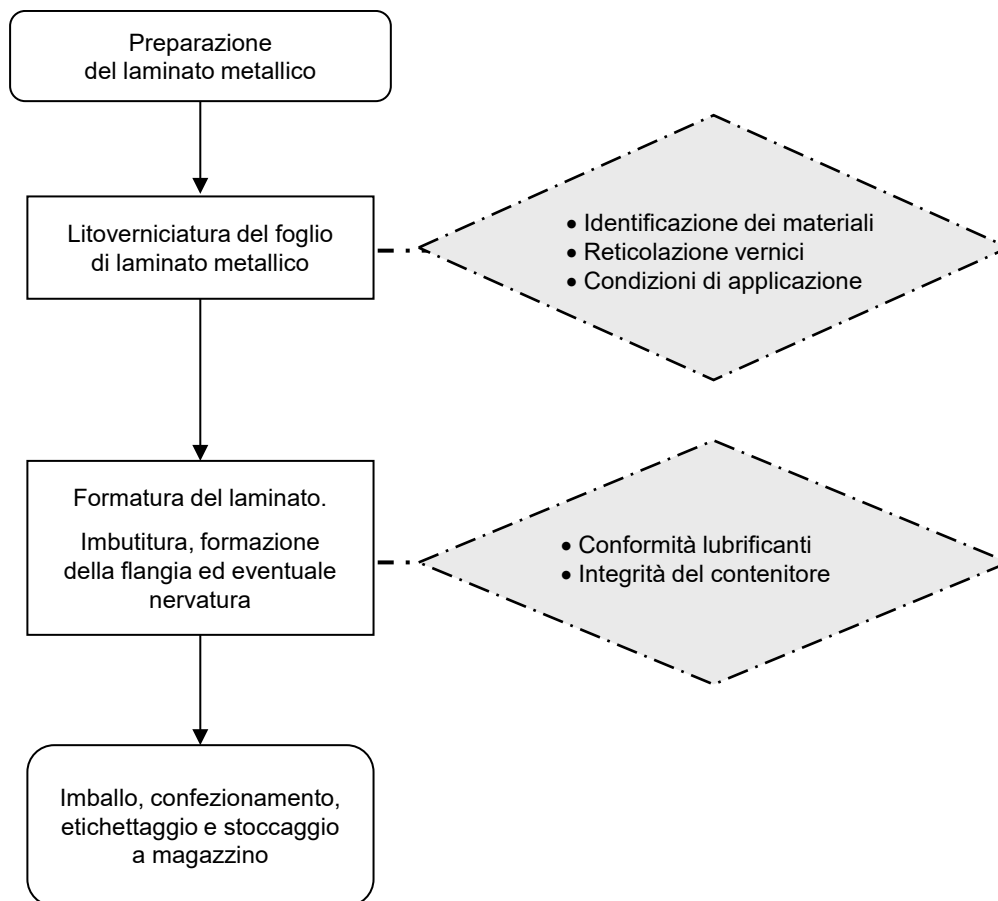 Preparazione
del laminato metallico
Litoverniciatura del foglio
di laminato metallico
• Identificazione dei materiali
• Reticolazione vernici
• Condizioni di applicazione
Formatura del laminato.
Imbutitura, formazione
della flangia ed eventuale
nervatura
• Conformità lubrificanti
• Integrità del contenitore
Imballo, confezionamento,
etichettaggio e stoccaggio
a magazzino